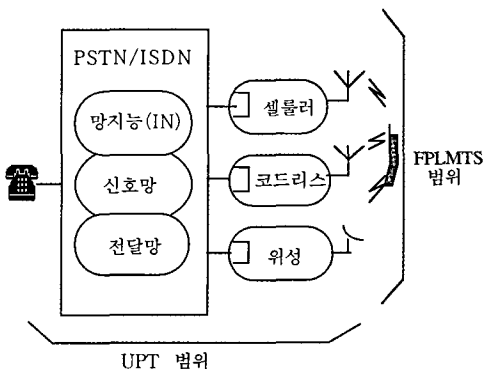 PSTN/ISDN
망지능(IN)
신호망
전달망
셀룰러
코드리스
위성
FPLMTS
범위
UPT 범위